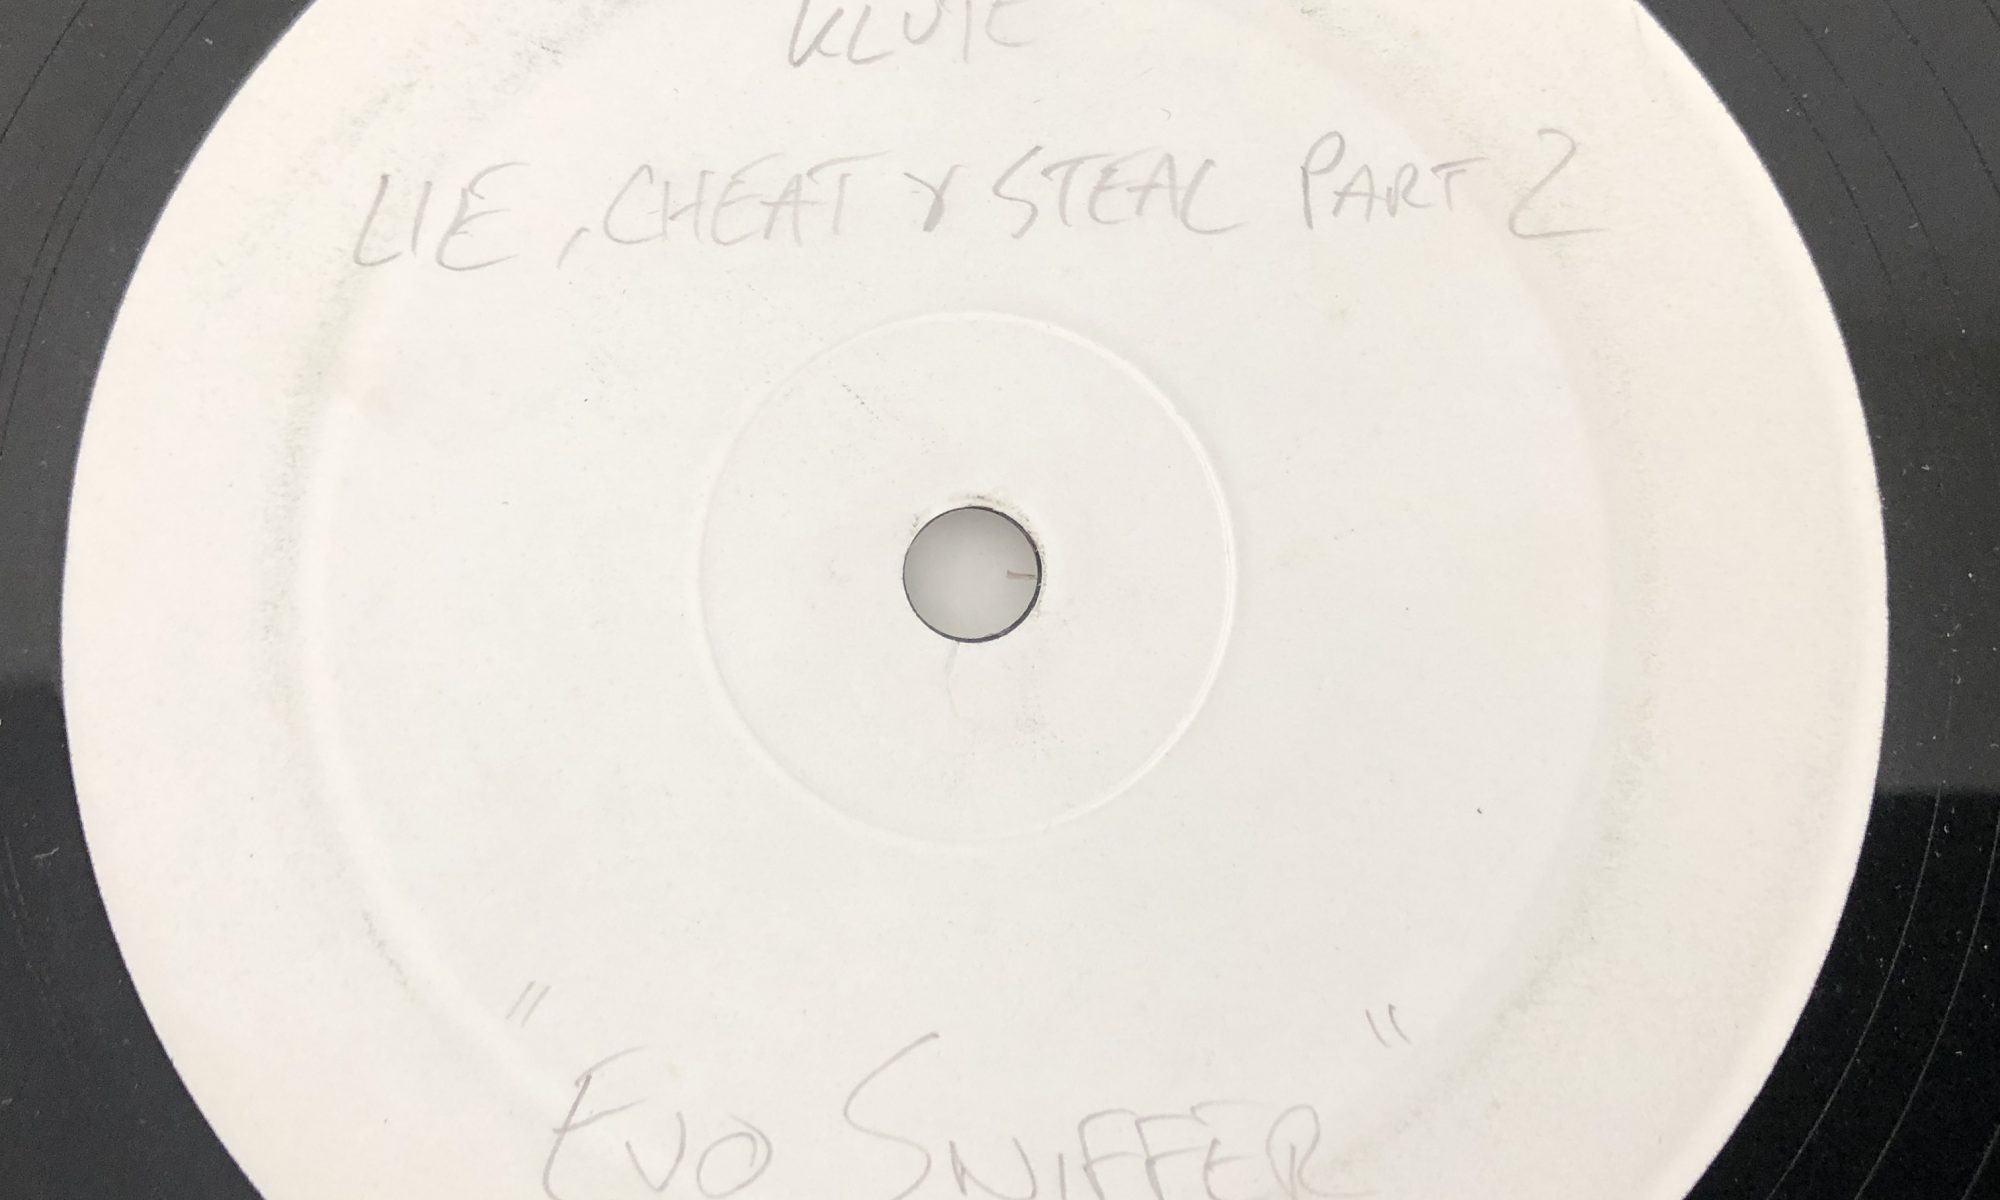 KLUTE
LIE, CHEAT & STEAL PART 2
"EVO SNIFFER"